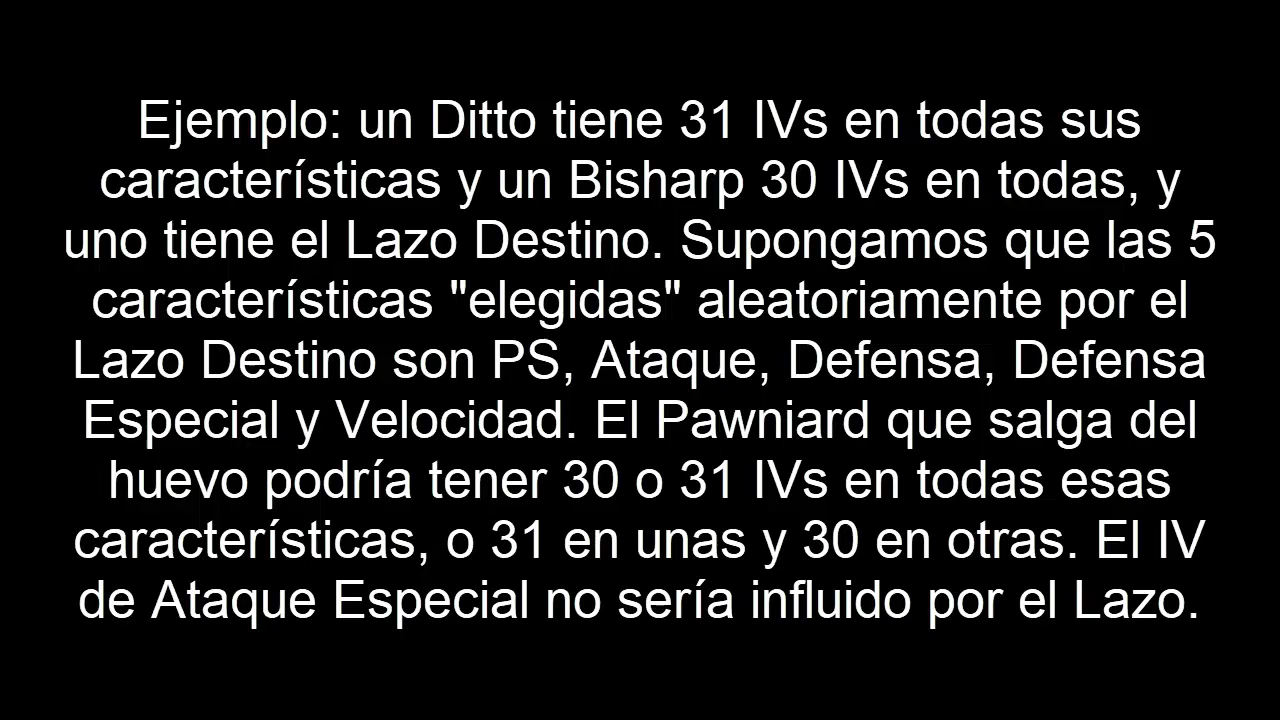 Ejemplo: un Ditto tiene 31 IVs en todas sus
características y un Bisharp 30 IVs en todas, y
uno tiene el Lazo Destino. Supongamos que las 5
características "elegidas" aleatoriamente por el
Lazo Destino son PS, Ataque, Defensa, Defensa
Especial y Velocidad. El Pawniard que salga del
huevo podría tener 30 o 31 IVs en todas esas
características, o 31 en unas y 30 en otras. El IV
de Ataque Especial no sería influido por el Lazo.